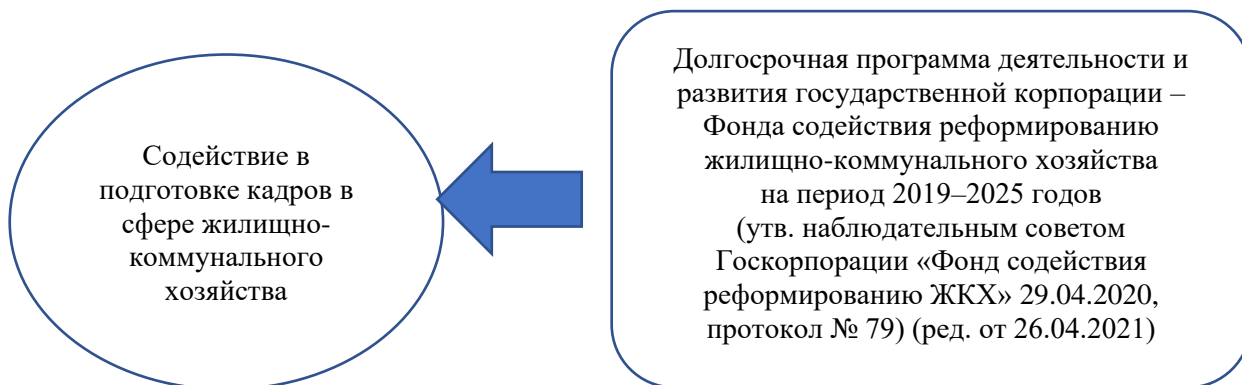 Содействие в
подготовке кадров в
сфере жилищно-
коммунального
хозяйства
Долгосрочная программа деятельности и
развития государственной корпорации –
Фонда содействия реформированию
жилищно-коммунального хозяйства
на период 2019–2025 годов
(утв. наблюдательным советом
Госкорпорации «Фонд содействия
реформированию ЖКХ» 29.04.2020,
протокол № 79) (ред. от 26.04.2021)